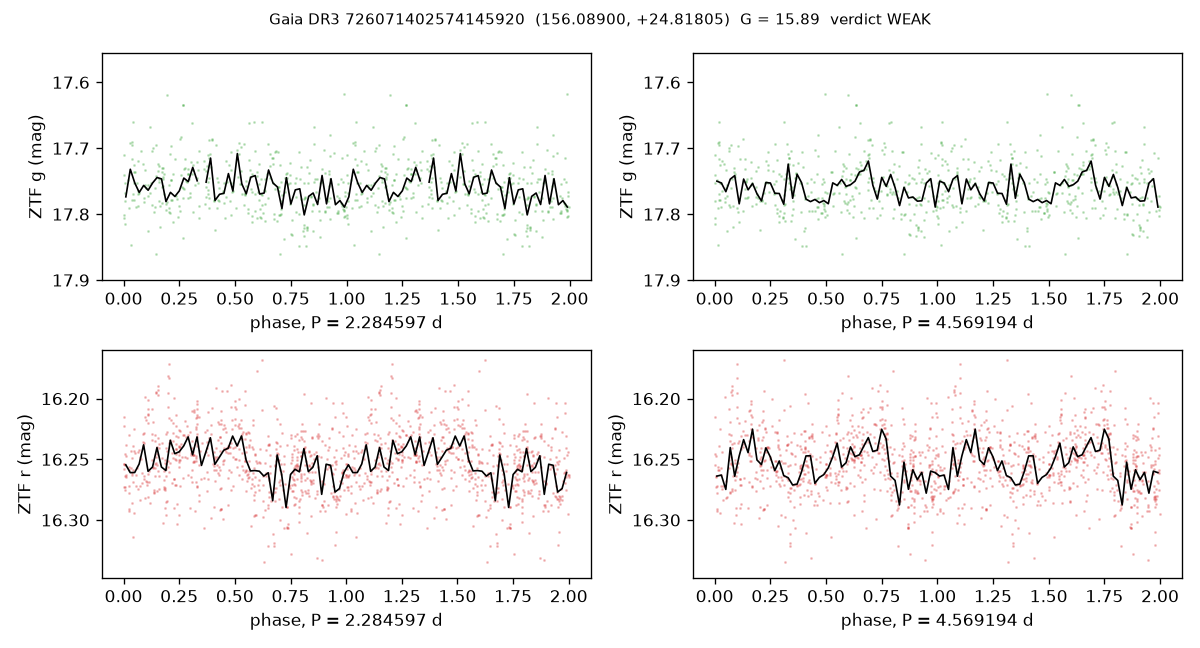 Gaia DR3 726071402574145920  (156.08900, +24.81805)  G = 15.89  verdict WEAK
17.6
17.7
17.8
17.9
ZTF g (mag)
0.00 0.25 0.50 0.75 1.00 1.25 1.50 1.75 2.00
phase, P = 2.284597 d
17.6
17.7
17.8
17.9
ZTF g (mag)
0.00 0.25 0.50 0.75 1.00 1.25 1.50 1.75 2.00
phase, P = 4.569194 d
16.20
16.25
16.30
ZTF r (mag)
0.00 0.25 0.50 0.75 1.00 1.25 1.50 1.75 2.00
phase, P = 2.284597 d
16.20
16.25
16.30
ZTF r (mag)
0.00 0.25 0.50 0.75 1.00 1.25 1.50 1.75 2.00
phase, P = 4.569194 d